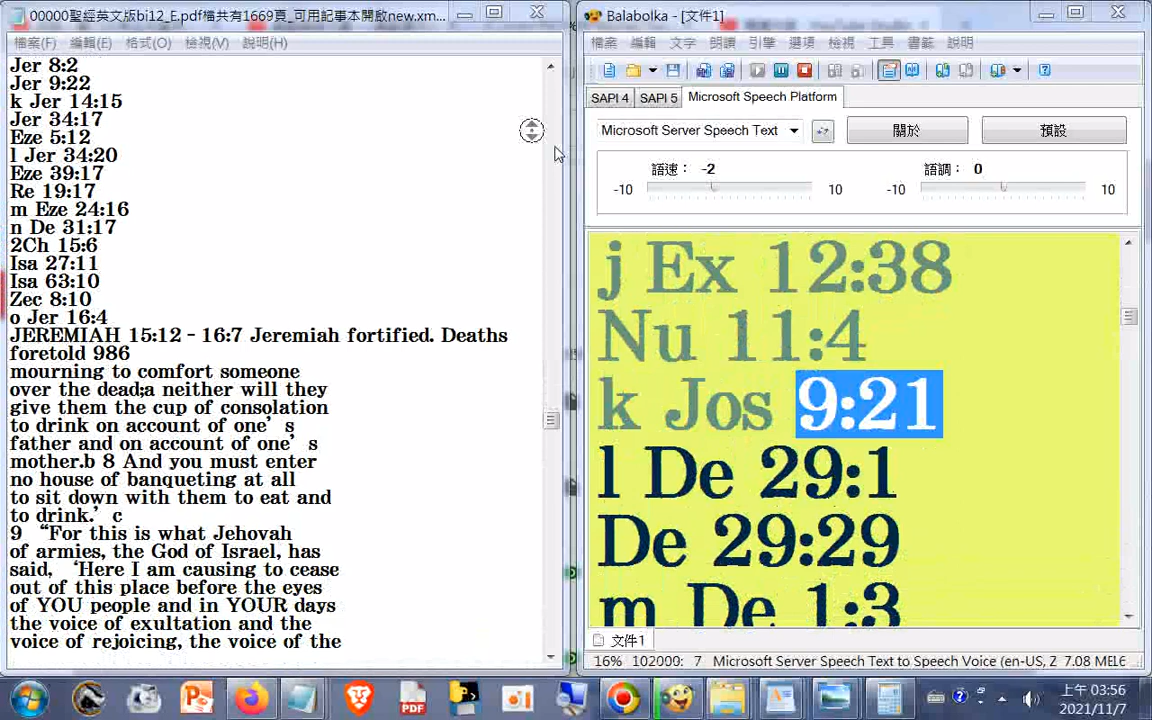 00000聖經英文版bi12_E.pdf檔共有1669頁_可用記事本開啟new.xm...
檔案(F) 編輯(E) 格式(O) 檢視(V) 說明(H)
Jer 8:2
Jer 9:22
k Jer 14:15
Jer 34:17
Eze 5:12
l Jer 34:20
Eze 39:17
Re 19:17
m Eze 24:16
n De 31:17
2Ch 15:6
Isa 27:11
Isa 63:10
Zec 8:10
o Jer 16:4
JEREMIAH 15:12 - 16:7 Jeremiah fortified. Deaths
foretold 986
mourning to comfort someone
over the dead;a neither will they
give them the cup of consolation
to drink on account of one’s
father and on account of one’s
mother.b 8 And you must enter
no house of banqueting at all
to sit down with them to eat and
to drink.’ c
9 “For this is what Jehovah
of armies, the God of Israel, has
said, ‘Here I am causing to cease
out of this place before the eyes
of YOU people and in YOUR days
the voice of exultation and the
voice of rejoicing, the voice of the
Balabolka - [文件1]
檔案 編輯 文字 朗讀 引擎 選項 檢視 工具 書籤 說明
SAPI 4 SAPI 5 Microsoft Speech Platform
Microsoft Server Speech Text 關於 預設
語速： -2 語調： 0
-10 10 -10 10
j Ex 12:38
Nu 11:4
k Jos 9:21
l De 29:1
De 29:29
m De 1:3
文件1
16% 102000: 7 Microsoft Server Speech Text to Speech Voice (en-US, Z 7.08 МБ
上午 03:56
2021/11/7